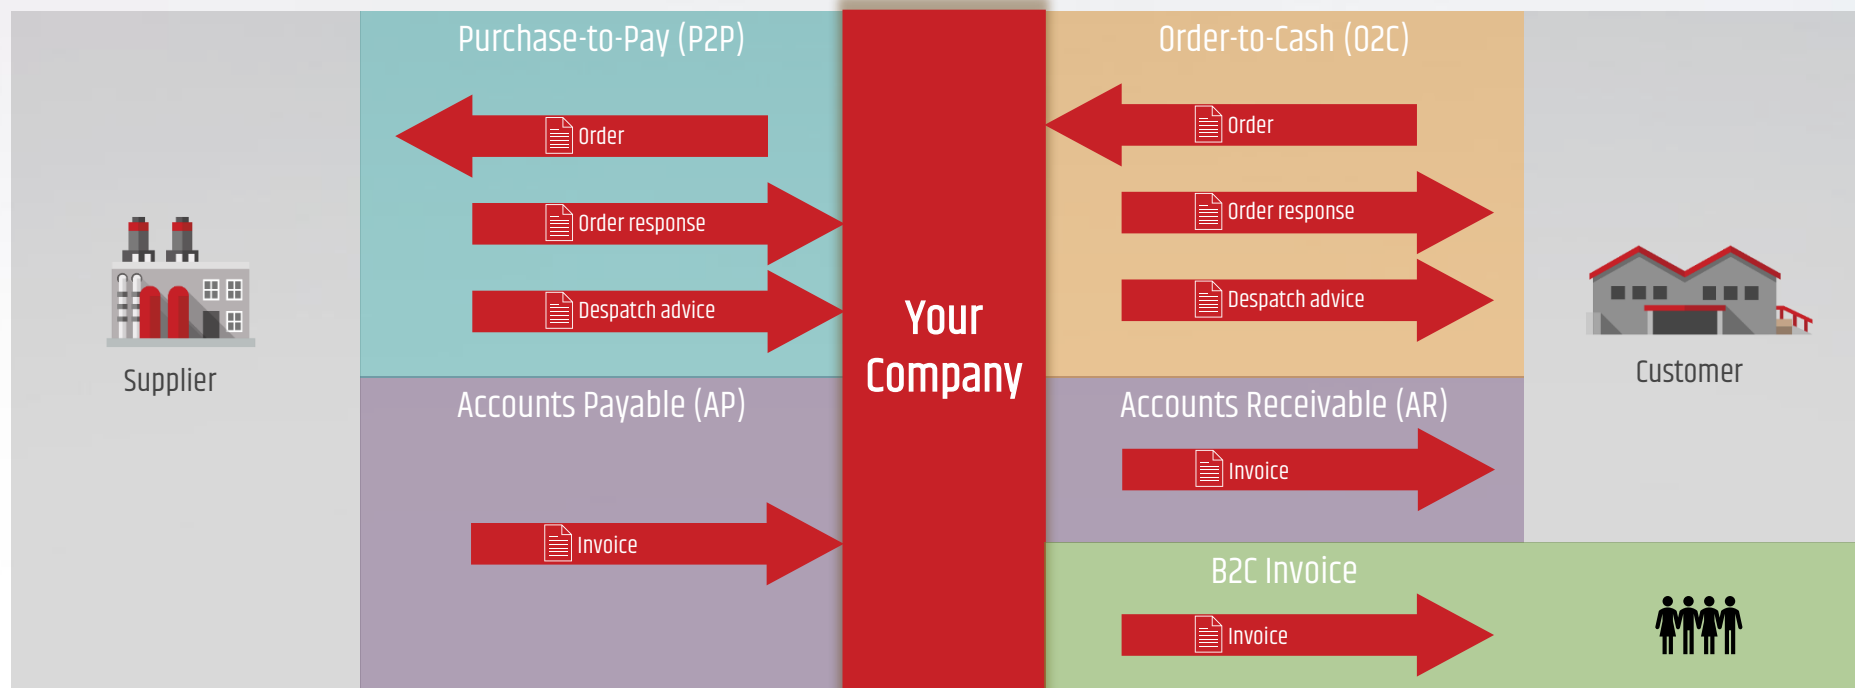 Purchase-to-Pay (P2P)
Order
Order response
Despatch advice
Supplier
Accounts Payable (AP)
Invoice
Your
Company
Order-to-Cash (O2C)
Order
Order response
Despatch advice
Customer
Accounts Receivable (AR)
Invoice
B2C Invoice
Invoice